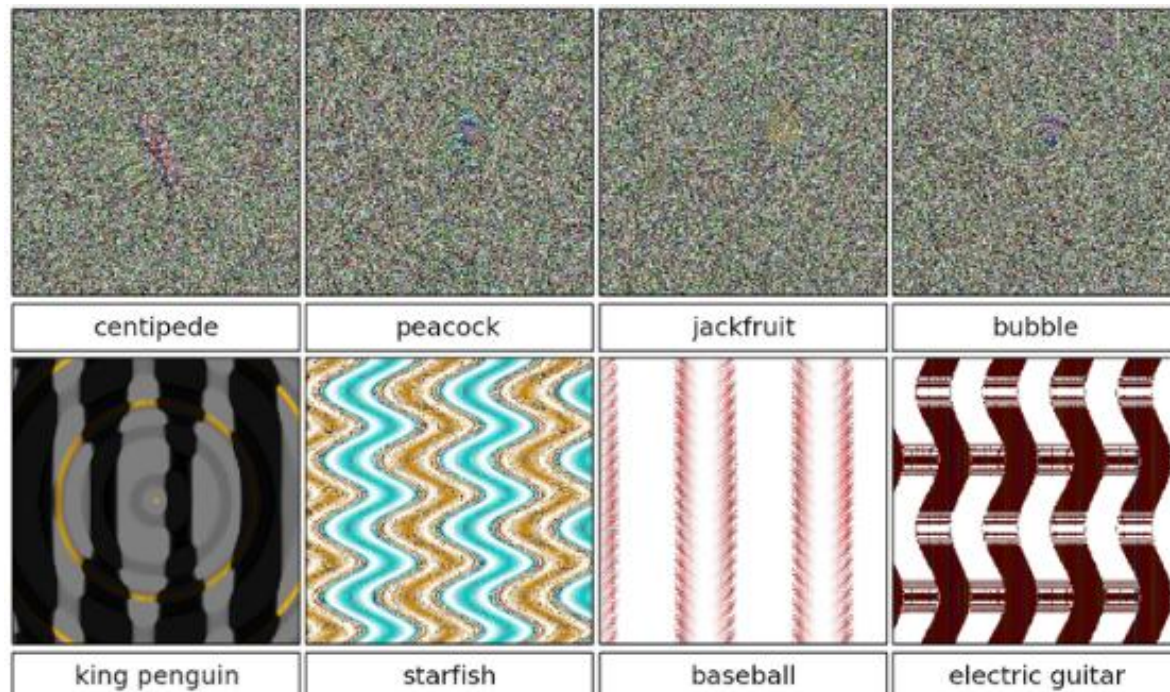 centipede
peacock
jackfruit
bubble
king penguin
starfish
baseball
electric guitar